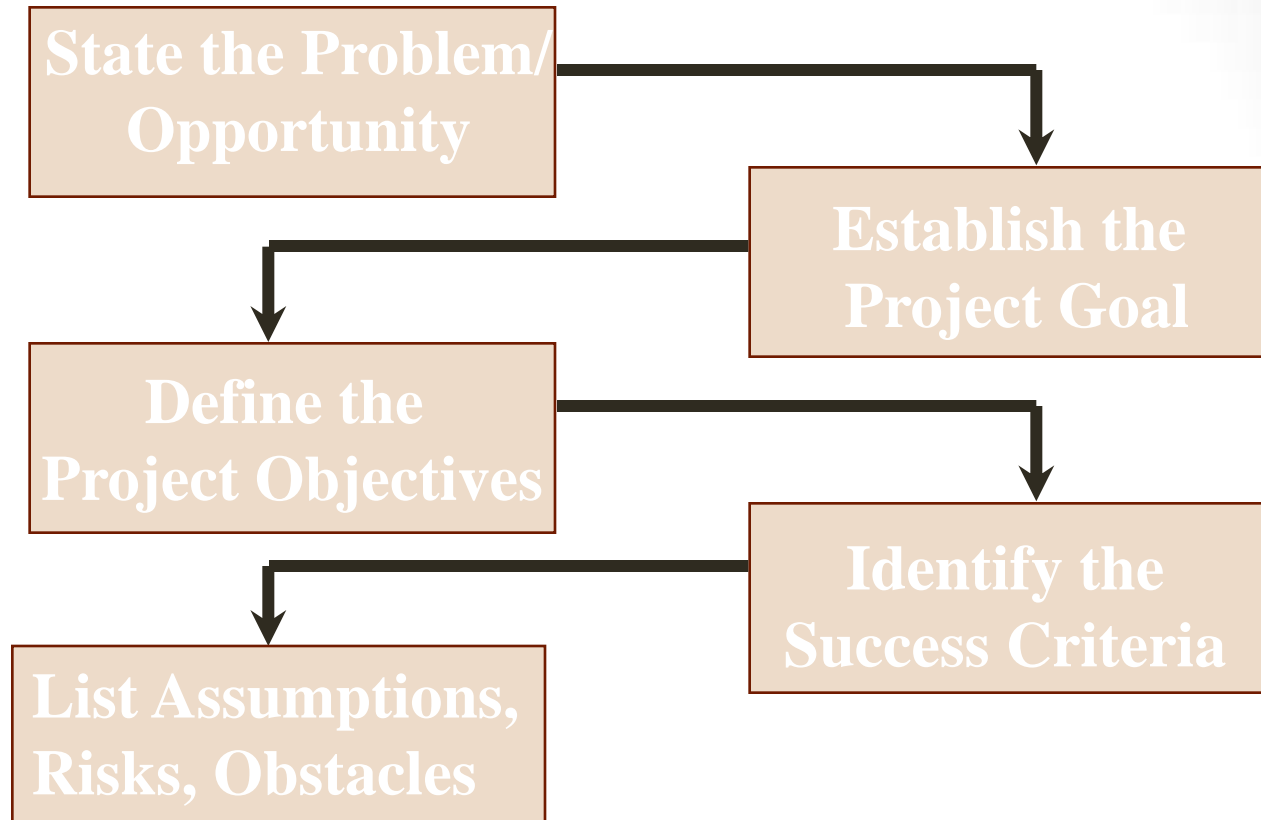 State the Problem/
Opportunity
Establish the
Project Goal
Define the
Project Objectives
Identify the
Success Criteria
List Assumptions,
Risks, Obstacles